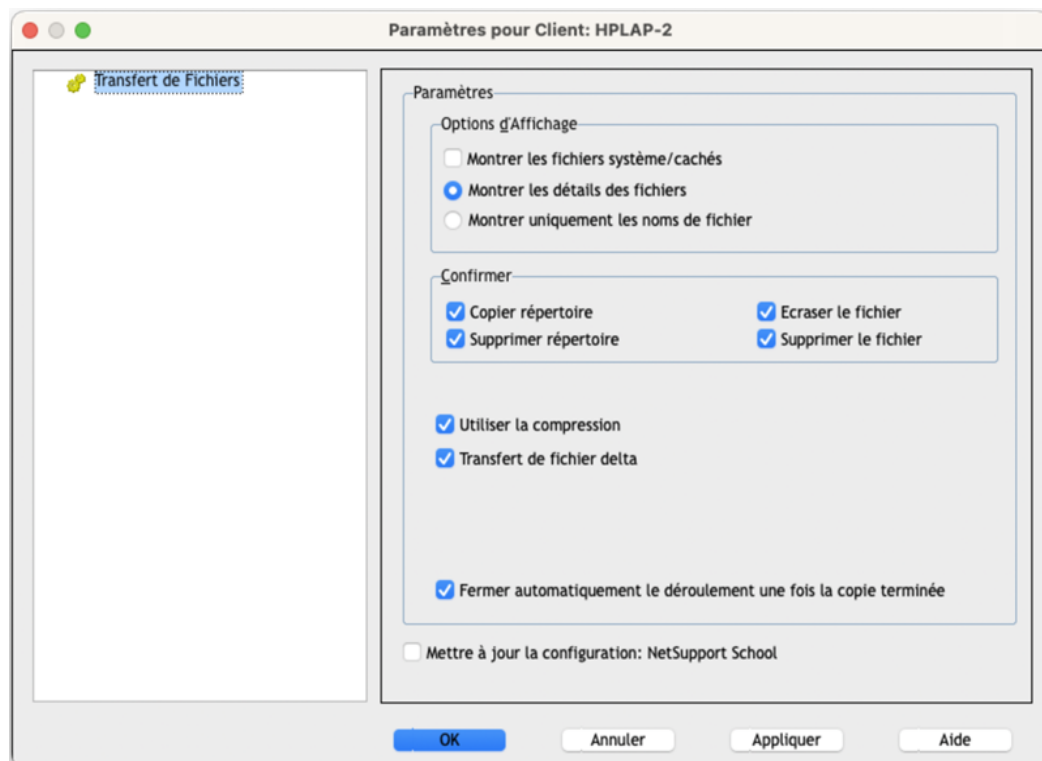 Paramètres pour Client: HPLAP-2
Transfert de Fichiers
Paramètres
Options d'Affichage
Montrer les fichiers système/cachés
Montrer les détails des fichiers
Montrer uniquement les noms de fichier
Confirmer
Copier répertoire
Ecraser le fichier
Supprimer répertoire
Supprimer le fichier
Utiliser la compression
Transfert de fichier delta
Fermer automatiquement le déroulement une fois la copie terminée
Mettre à jour la configuration: NetSupport School
OK
Annuler
Appliquer
Aide